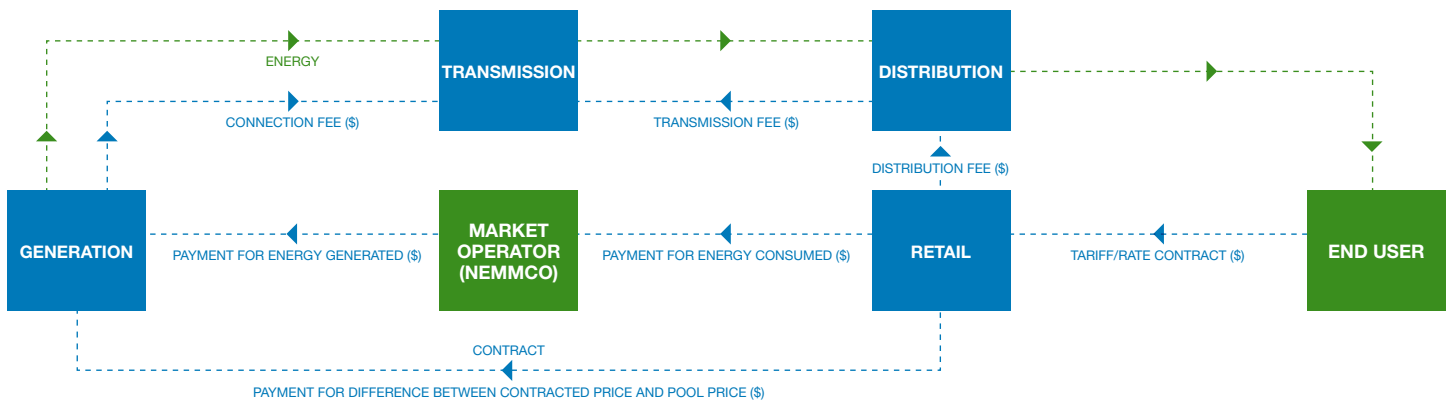 ENERGY
TRANSMISSION
DISTRIBUTION
CONNECTION FEE ($)
TRANSMISSION FEE ($)
DISTRIBUTION FEE ($)
GENERATION
PAYMENT FOR ENERGY GENERATED ($)
MARKET
OPERATOR
(NEMMCO)
PAYMENT FOR ENERGY CONSUMED ($)
RETAIL
TARIFF/RATE CONTRACT ($)
END USER
CONTRACT
PAYMENT FOR DIFFERENCE BETWEEN CONTRACTED PRICE AND POOL PRICE ($)